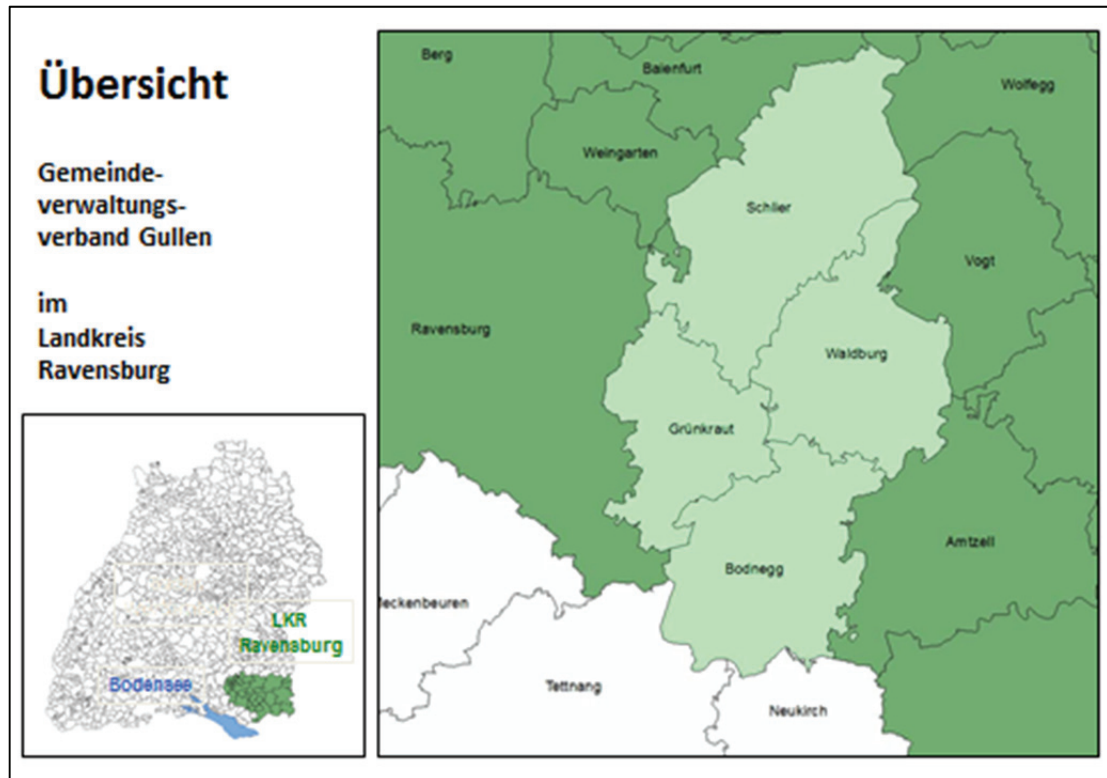 Übersicht
Gemeinde-
verwaltungs-
verband Gullen
im
Landkreis
Ravensburg
LKR
Ravensburg
Bodensee
Berg
Baienfurt
Wolfegg
Weingarten
Schlier
Vogt
Ravensburg
Waldburg
Grünkraut
Amtzell
Bodnegg
Meckenbeuren
Tettnang
Neukirch